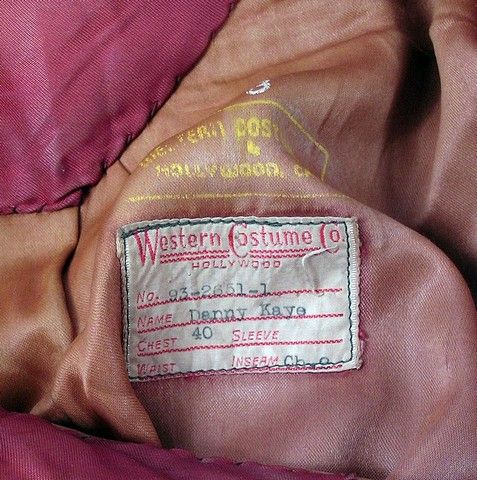 WESTERN COS
HOLLYWOOD, C
Western Costume Co.
HOLLYWOOD
No. 93-2651-1
NAME Danny Kaye
CHEST 40 SLEEVE
WAIST INSEAM